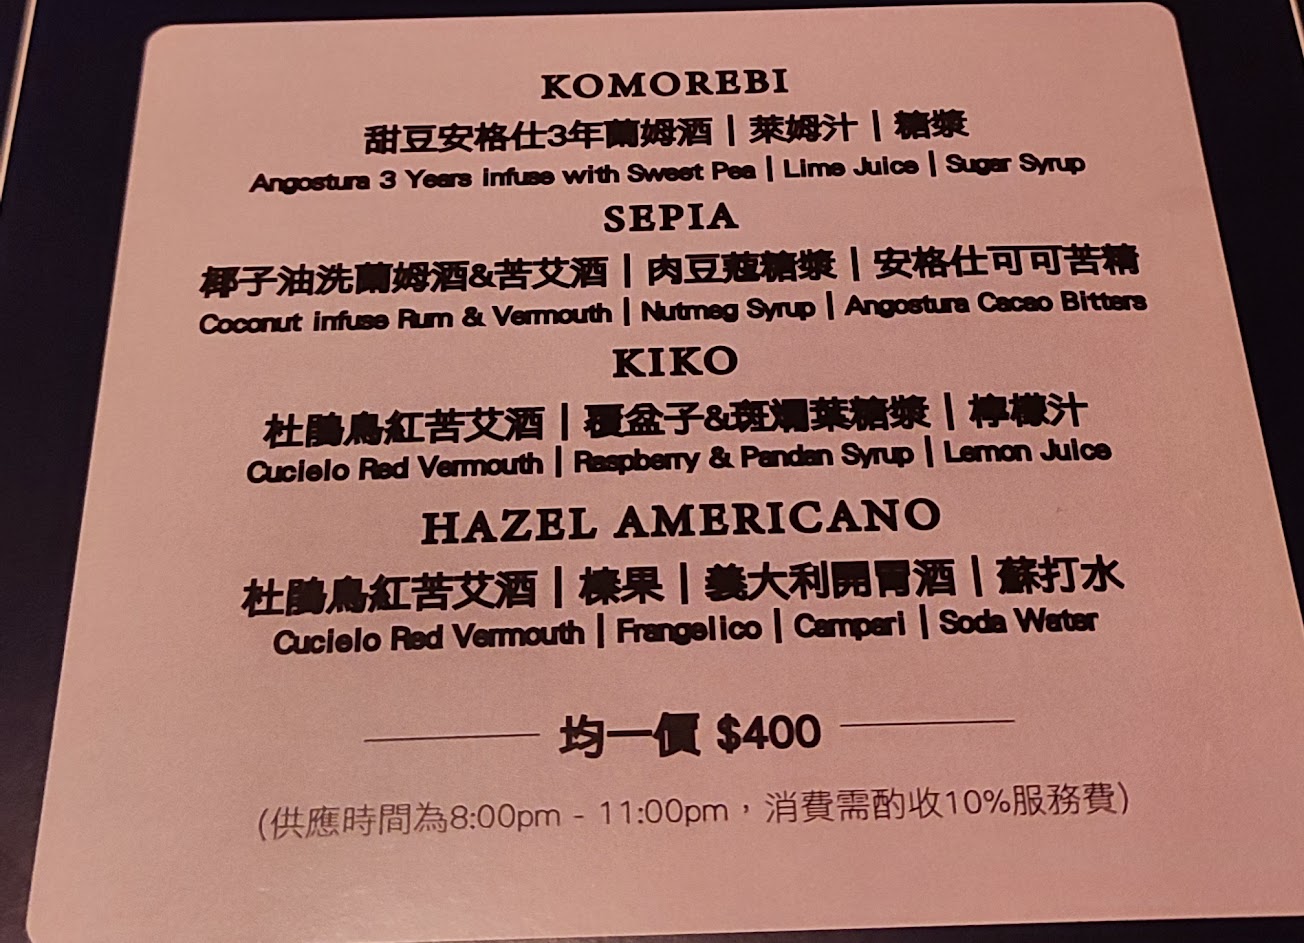 KOMOREBI
甜豆安格仕3年蘭姆酒｜萊姆汁｜糖漿
Angostura 3 Years infuse with Sweet Pea | Lime Juice | Sugar Syrup
SEPIA
椰子油洗蘭姆酒&苦艾酒｜肉豆蔻糖漿｜安格仕可可苦精
Coconut infuse Rum & Vermouth | Nutmeg Syrup | Angostura Cacao Bitters
KIKO
杜鵑鳥紅苦艾酒｜覆盆子&斑斕葉糖漿｜檸檬汁
Cucielo Red Vermouth | Raspberry & Pandan Syrup | Lemon Juice
HAZEL AMERICANO
杜鵑鳥紅苦艾酒｜榛果｜義大利開胃酒｜蘇打水
Cucielo Red Vermouth | Frangelico | Campari | Soda Water
均一價 $400
(供應時間為8:00pm - 11:00pm，消費需酌收10%服務費)